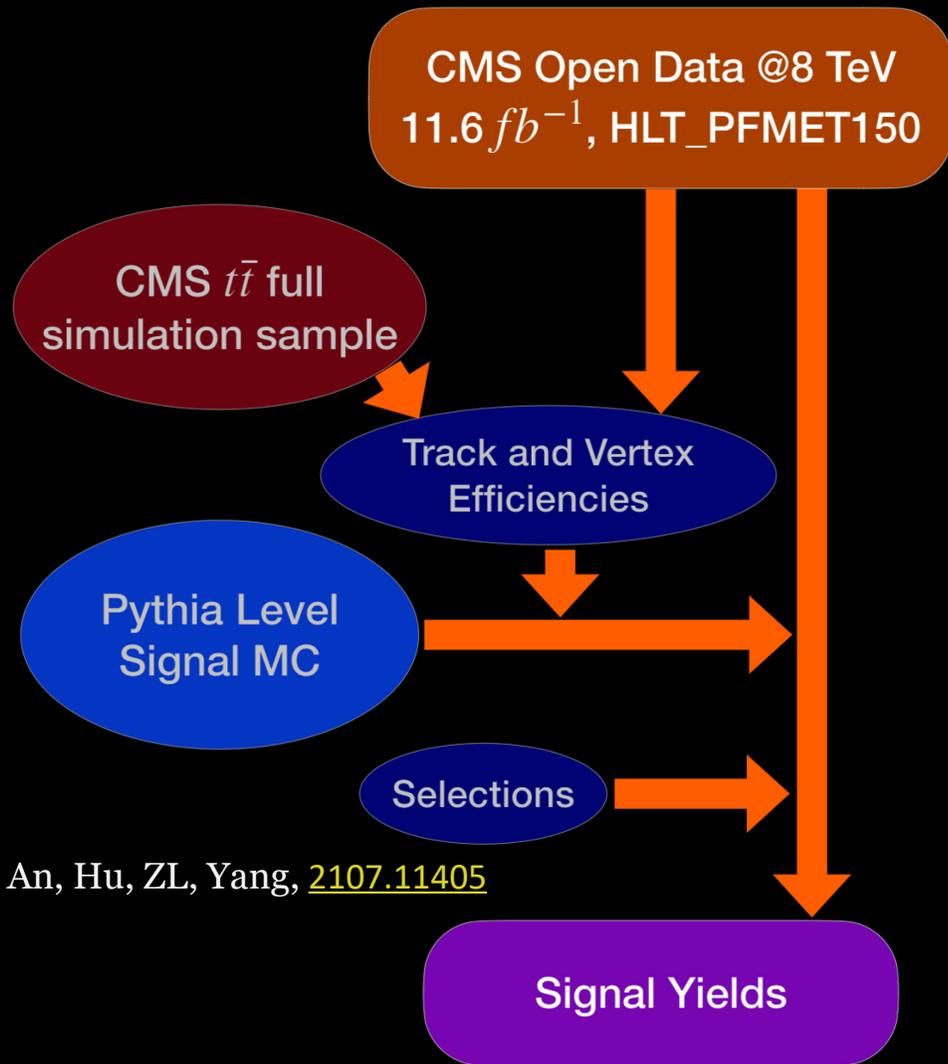 CMS Open Data @8 TeV
11.6 fb⁻¹, HLT_PFMET150
CMS tt̄ full
simulation sample
Track and Vertex
Efficiencies
Pythia Level
Signal MC
Selections
An, Hu, ZL, Yang, 2107.11405
Signal Yields